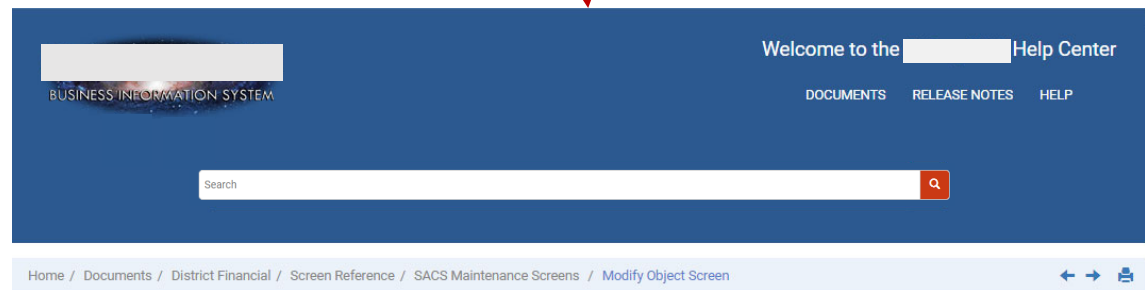 Welcome to the Help Center
BUSINESS INFORMATION SYSTEM
DOCUMENTS RELEASE NOTES HELP
Search
Home / Documents / District Financial / Screen Reference / SACS Maintenance Screens / Modify Object Screen